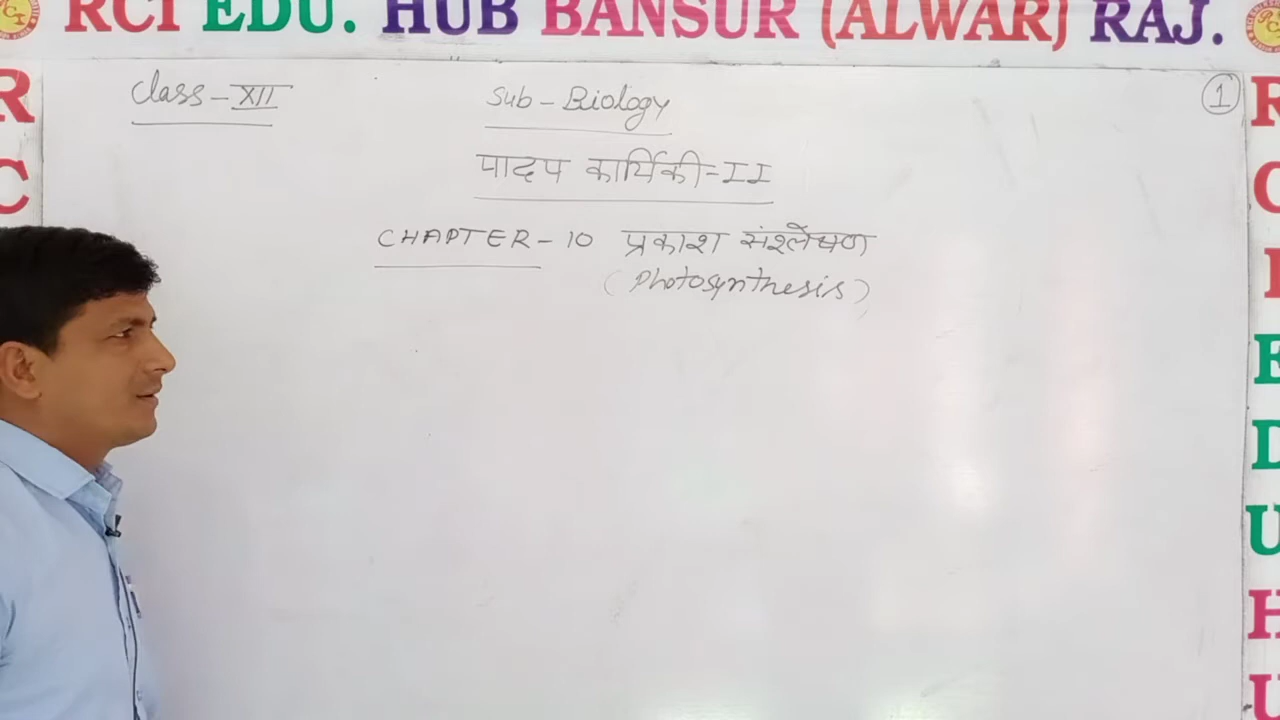 RCI EDU. HUB BANSUR (ALWAR) RAJ.
Class - XII
Sub - Biology
1
पादप कार्यिकी - II
CHAPTER - 10 प्रकाश संश्लेषण
(Photosynthesis)
R
C
R
C
I
E
D
U
H
U